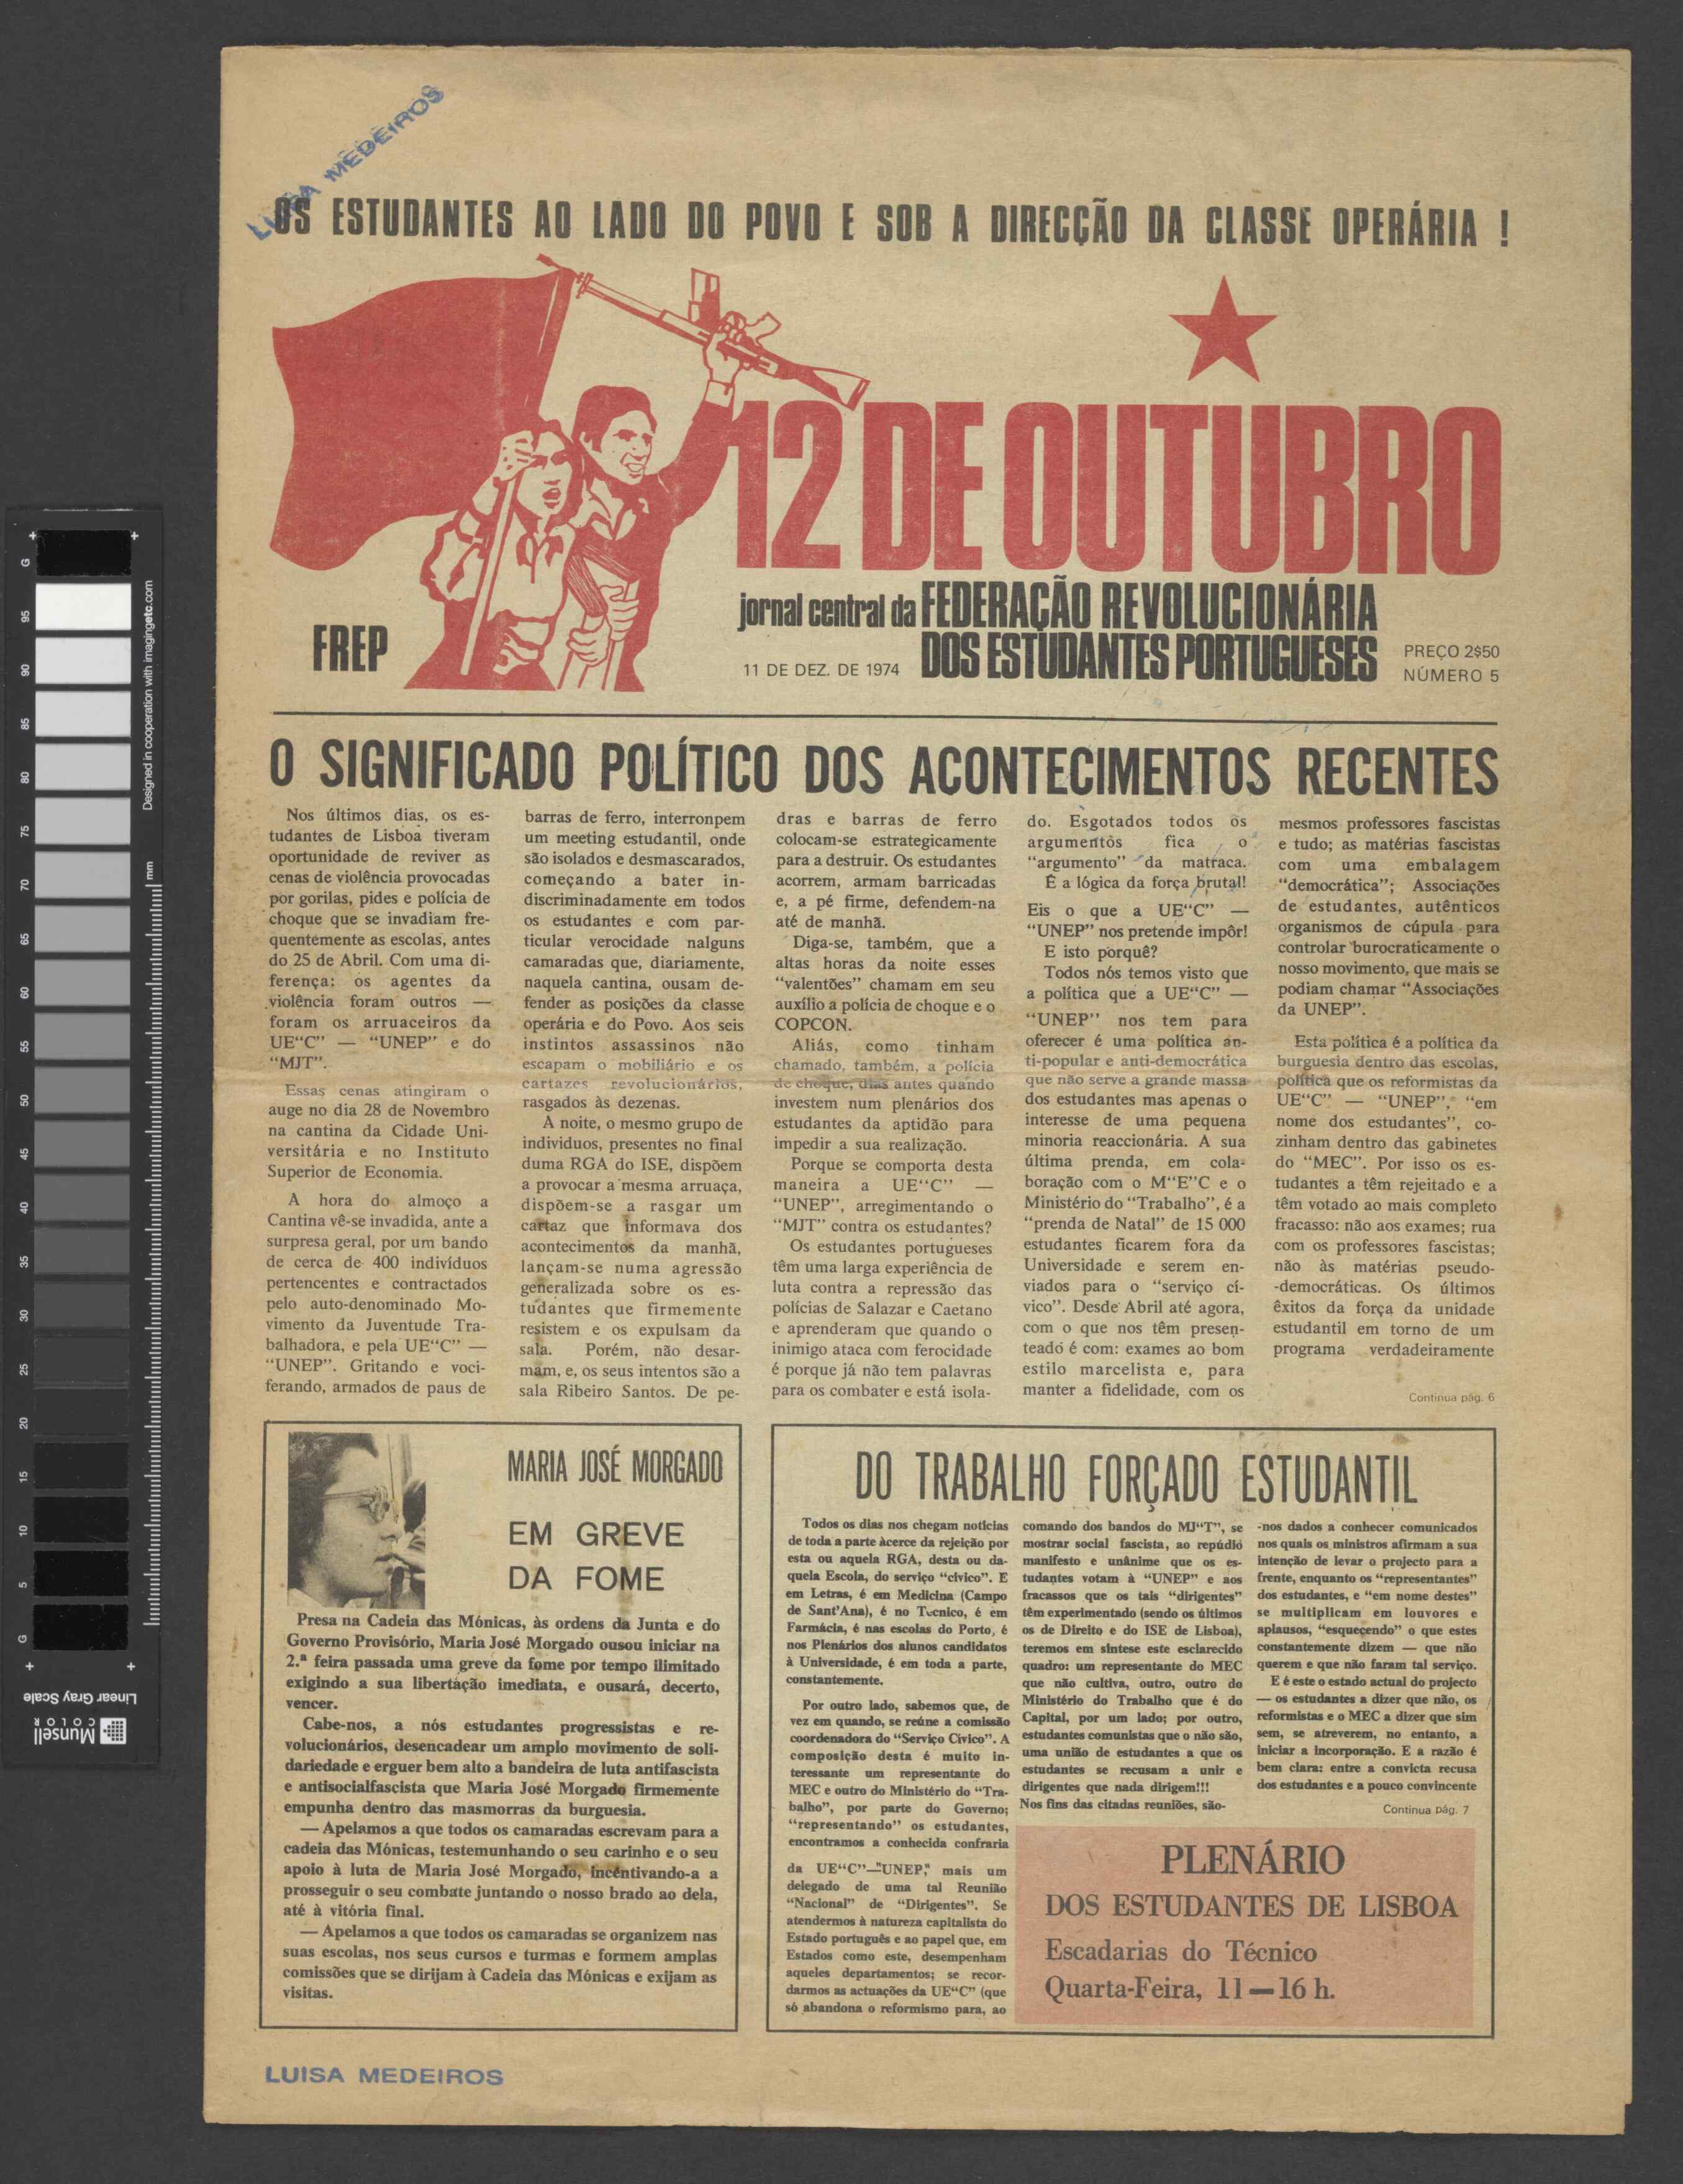 LUISA MEDEIROS
OS ESTUDANTES AO LADO DO POVO E SOB A DIRECÇÃO DA CLASSE OPERÁRIA !
12 DE OUTUBRO
jornal central da FEDERAÇÃO REVOLUCIONÁRIA
DOS ESTUDANTES PORTUGUESES
FREP
11 DE DEZ. DE 1974
PREÇO 2$50
NÚMERO 5
O SIGNIFICADO POLÍTICO DOS ACONTECIMENTOS RECENTES
Nos últimos dias, os es-
tudantes de Lisboa tiveram
oportunidade de reviver as
cenas de violência provocadas
por gorilas, pides e polícia de
choque que se invadiam fre-
quentemente as escolas, antes
do 25 de Abril. Com uma di-
ferença: os agentes da
violência foram outros —
foram os arruaceiros da
UE“C” — “UNEP” e do
“MJT”.
Essas cenas atingiram o
auge no dia 28 de Novembro
na cantina da Cidade Uni-
versitária e no Instituto
Superior de Economia.
A hora do almoço a
Cantina vê-se invadida, ante a
surpresa geral, por um bando
de cerca de 400 indivíduos
pertencentes e contractados
pelo auto-denominado Mo-
vimento da Juventude Tra-
balhadora, e pela UE“C” —
“UNEP”. Gritando e voci-
ferando, armados de paus de
barras de ferro, interronpem
um meeting estudantil, onde
são isolados e desmascarados,
começando a bater in-
discriminadamente em todos
os estudantes e com par-
ticular verocidade nalguns
camaradas que, diariamente,
naquela cantina, ousam de-
fender as posições da classe
operária e do Povo. Aos seis
instintos assassinos não
escapam o mobiliário e os
cartazes revolucionários,
rasgados às dezenas.
À noite, o mesmo grupo de
individuos, presentes no final
duma RGA do ISE, dispõem
a provocar a mesma arruaça,
dispõem-se a rasgar um
cartaz que informava dos
acontecimentos da manhã,
lançam-se numa agressão
generalizada sobre os es-
tudantes que firmemente
resistem e os expulsam da
sala. Porém, não desar-
mam, e, os seus intentos são a
sala Ribeiro Santos. De pe-
dras e barras de ferro
colocam-se estrategicamente
para a destruir. Os estudantes
acorrem, armam barricadas
e, a pé firme, defendem-na
até de manhã.
Diga-se, também, que a
altas horas da noite esses
“valentões” chamam em seu
auxílio a polícia de choque e o
COPCON.
Aliás, como tinham
chamado, também, a polícia
de choque, dias antes quando
investem num plenários dos
estudantes da aptidão para
impedir a sua realização.
Porque se comporta desta
maneira a UE“C” —
“UNEP”, arregimentando o
“MJT” contra os estudantes?
Os estudantes portugueses
têm uma larga experiência de
luta contra a repressão das
polícias de Salazar e Caetano
e aprenderam que quando o
inimigo ataca com ferocidade
é porque já não tem palavras
para os combater e está isola-
do. Esgotados todos os
argumentos fica o
“argumento” da matraca.
É a lógica da força brutal!
Eis o que a UE“C” —
“UNEP” nos pretende impôr!
E isto porquê?
Todos nós temos visto que
a política que a UE“C” —
“UNEP” nos tem para
oferecer é uma política an-
ti-popular e anti-democrática
que não serve a grande massa
dos estudantes mas apenas o
interesse de uma pequena
minoria reaccionária. A sua
última prenda, em cola-
boração com o M“E”C e o
Ministério do “Trabalho”, é a
“prenda de Natal” de 15 000
estudantes ficarem fora da
Universidade e serem en-
viados para o “serviço cí-
vico”. Desde Abril até agora,
com o que nos têm presen-
teado é com: exames ao bom
estilo marcelista e, para
manter a fidelidade, com os
mesmos professores fascistas
e tudo; as matérias fascistas
com uma embalagem
“democrática”; Associações
de estudantes, autênticos
organismos de cúpula para
controlar burocraticamente o
nosso movimento, que mais se
podiam chamar “Associações
da UNEP”.
Esta política é a política da
burguesia dentro das escolas,
política que os reformistas da
UE“C” — “UNEP”, “em
nome dos estudantes”, co-
zinham dentro das gabinetes
do “MEC”. Por isso os es-
tudantes a têm rejeitado e a
têm votado ao mais completo
fracasso: não aos exames; rua
com os professores fascistas;
não às matérias pseudo-
-democráticas. Os últimos
êxitos da força da unidade
estudantil em torno de um
programa verdadeiramente
Continua pág. 6
MARIA JOSÉ MORGADO
EM GREVE
DA FOME
Presa na Cadeia das Mónicas, às ordens da Junta e do
Governo Provisório, Maria José Morgado ousou iniciar na
2.ª feira passada uma greve da fome por tempo ilimitado
exigindo a sua libertação imediata, e ousará, decerto,
vencer.
Cabe-nos, a nós estudantes progressistas e re-
volucionários, desencadear um amplo movimento de soli-
dariedade e erguer bem alto a bandeira de luta antifascista
e antisocialfascista que Maria José Morgado firmemente
empunha dentro das masmorras da burguesia.
— Apelamos a que todos os camaradas escrevam para a
cadeia das Mónicas, testemunhando o seu carinho e o seu
apoio à luta de Maria José Morgado, incentivando-a a
prosseguir o seu combate juntando o nosso brado ao dela,
até à vitória final.
— Apelamos a que todos os camaradas se organizem nas
suas escolas, nos seus cursos e turmas e formem amplas
comissões que se dirijam à Cadeia das Mónicas e exijam as
visitas.
DO TRABALHO FORÇADO ESTUDANTIL
Todos os dias nos chegam noticias
de toda a parte àcerce da rejeição por
esta ou aquela RGA, desta ou da-
quela Escola, do serviço “cívico”. E
em Letras, é em Medicina (Campo
de Sant'Ana), é no Tecnico, é em
Farmácia, é nas escolas do Porto, é
nos Plenários dos alunos candidatos
à Universidade, é em toda a parte,
constantemente.
Por outro lado, sabemos que, de
vez em quando, se reúne a comissão
coordenadora do “Serviço Cívico”. A
composição desta é muito in-
teressante um representante do
MEC e outro do Ministério do “Tra-
balho”, por parte do Governo;
“representando” os estudantes,
encontramos a conhecida confraria
da UE“C”—“UNEP,” mais um
delegado de uma tal Reunião
“Nacional” de “Dirigentes”. Se
atendermos à natureza capitalista do
Estado português e ao papel que, em
Estados como este, desempenham
aqueles departamentos; se recor-
darmos as actuações da UE“C” (que
só abandona o reformismo para, ao
comando dos bandos do MJ“T”, se
mostrar social fascista, ao repúdio
manifesto e unânime que os es-
tudantes votam à “UNEP” e aos
fracassos que os tais “dirigentes”
têm experimentado (sendo os últimos
os de Direito e do ISE de Lisboa),
teremos em síntese este esclarecido
quadro: um representante do MEC
que não cultiva, outro, outro do
Ministério do Trabalho que é do
Capital, por um lado; por outro,
estudantes comunistas que o não são,
uma união de estudantes a que os
estudantes se recusam a unir e
dirigentes que nada dirigem!!!
Nos fins das citadas reuniões, são-
-nos dados a conhecer comunicados
nos quais os ministros afirmam a sua
intenção de levar o projecto para a
frente, enquanto os “representantes”
dos estudantes, e “em nome destes”
se multiplicam em louvores e
aplausos, “esquecendo” o que estes
constantemente dizem — que não
querem e que não faram tal serviço.
E é este o estado actual do projecto
— os estudantes a dizer que não, os
reformistas e o MEC a dizer que sim
sem, se atreverem, no entanto, a
iniciar a incorporação. E a razão é
bem clara: entre a convicta recusa
dos estudantes e a pouco convincente
Continua pág. 7
PLENÁRIO
DOS ESTUDANTES DE LISBOA
Escadarias do Técnico
Quarta-Feira, 11—16 h.
LUISA MEDEIROS
G 95 90 85 80 75 70 65 60 55 50 45 40 35 30 25 20 15 10 5 G
Designed in cooperation with imagingetc.com
mm
Linear Gray Scale
Munsell
COLOR